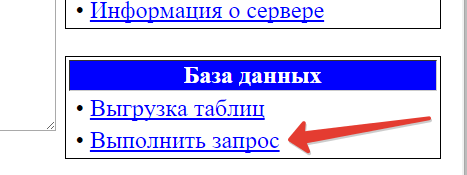 • Информация о сервере
База данных
• Выгрузка таблиц
• Выполнить запрос